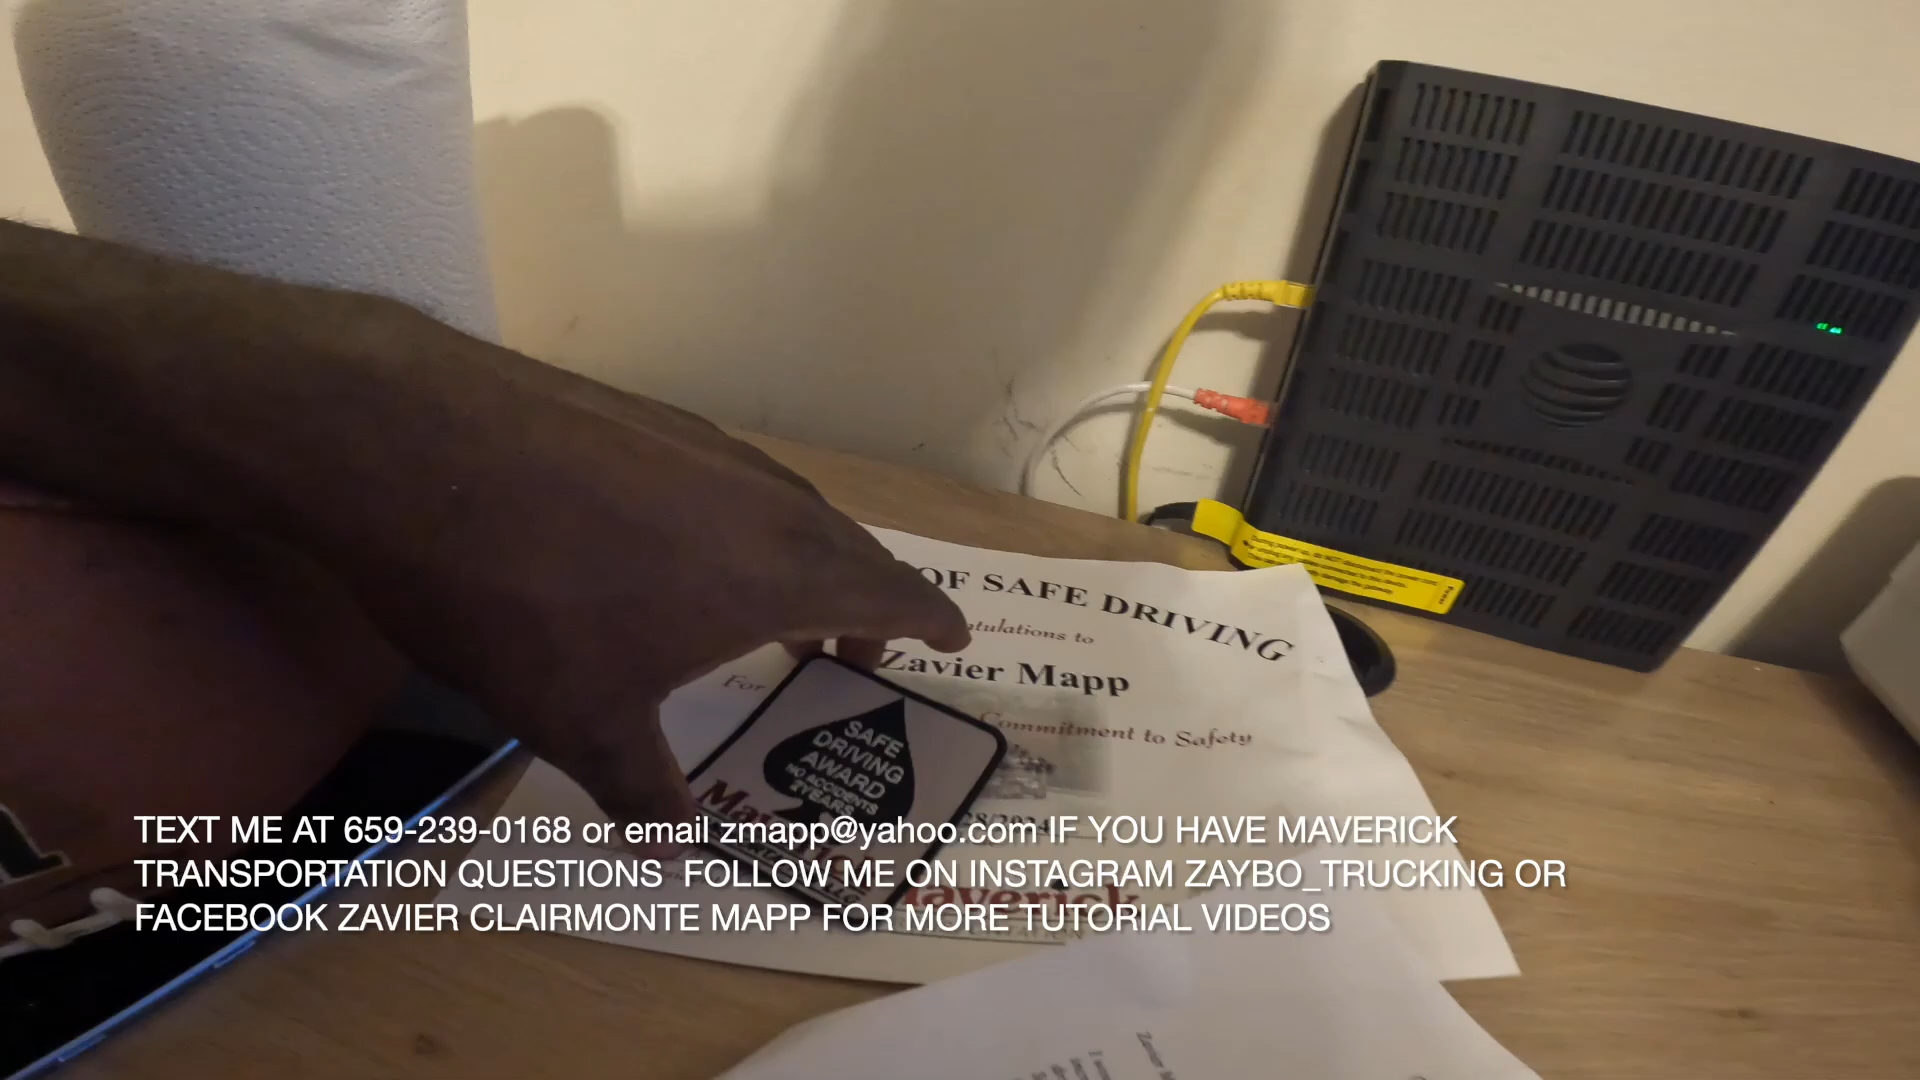 OF SAFE DRIVING
Zavier Mapp
For
Commitment to Safety
SAFE
DRIVING
AWARD
NO ACCIDENTS
2 YEARS
TEXT ME AT 659-239-0168 or email zmapp@yahoo.com IF YOU HAVE MAVERICK
TRANSPORTATION QUESTIONS FOLLOW ME ON INSTAGRAM ZAYBO_TRUCKING OR
FACEBOOK ZAVIER CLAIRMONTE MAPP FOR MORE TUTORIAL VIDEOS